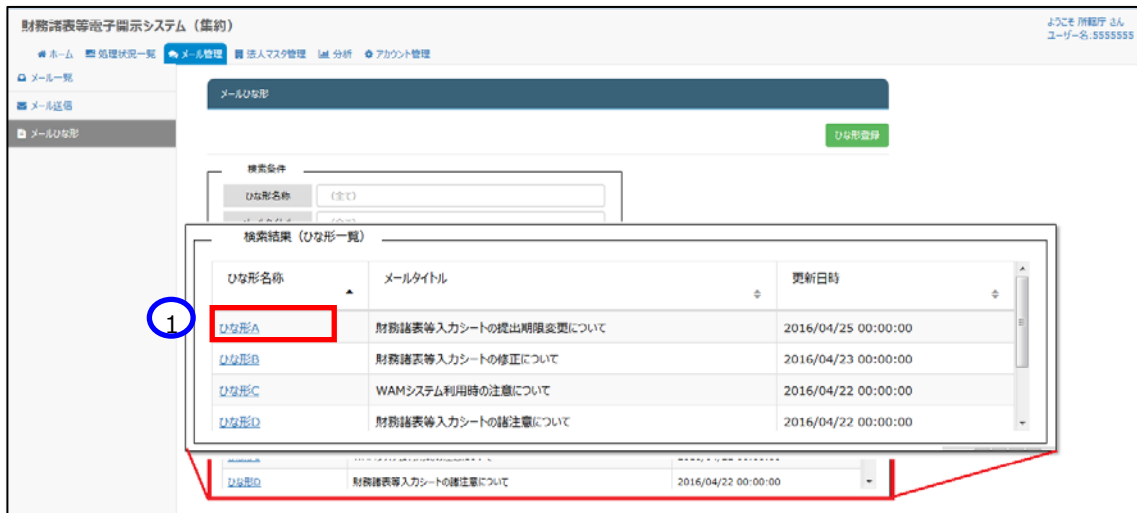 財務諸表等電子開示システム（集約）
ようこそ 所轄庁 さん
ユーザー名:5555555
ホーム 処理状況一覧 メール管理 法人マスタ管理 分析 アカウント管理
メール一覧
メール送信
メールひな形
メールひな形
ひな形登録
検索条件
ひな形名称 (全て)
検索結果（ひな形一覧）
ひな形名称 メールタイトル 更新日時
1
ひな形A 財務諸表等入力シートの提出期限変更について 2016/04/25 00:00:00
ひな形B 財務諸表等入力シートの修正について 2016/04/23 00:00:00
ひな形C WAMシステム利用時の注意について 2016/04/22 00:00:00
ひな形D 財務諸表等入力シートの諸注意について 2016/04/22 00:00:00
ひな形D 財務諸表等入力シートの諸注意について 2016/04/22 00:00:00